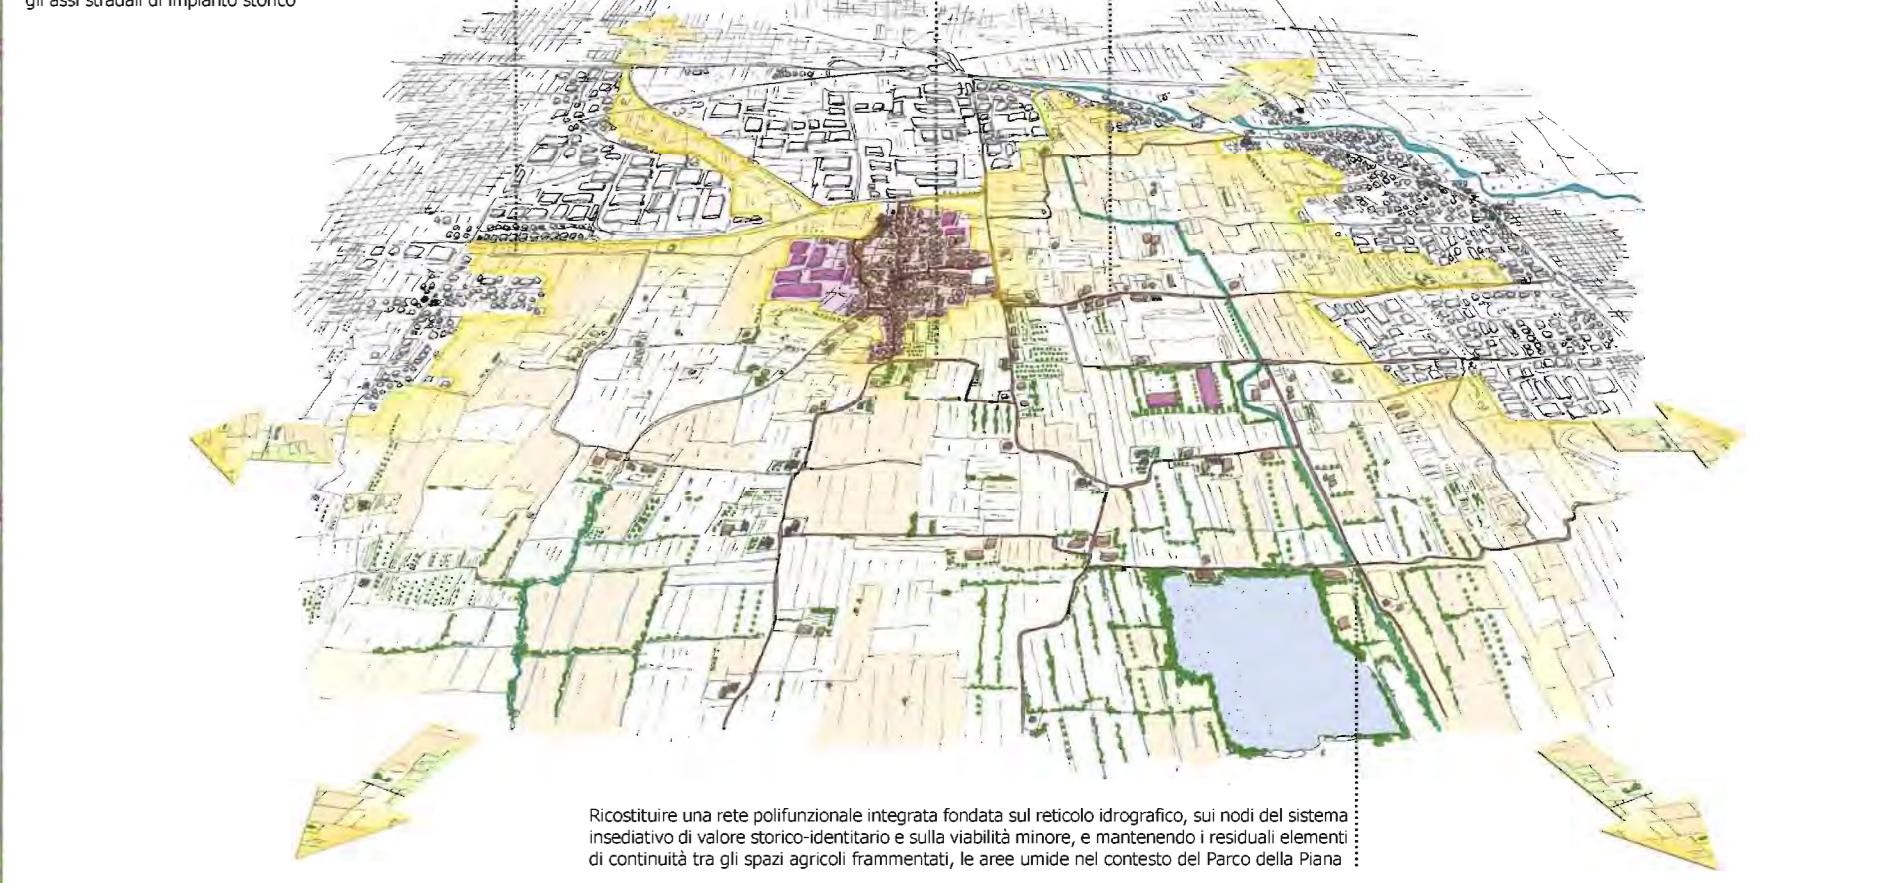 gli assi stradali di impianto storico
Ricostituire una rete polifunzionale integrata fondata sul reticolo idrografico, sui nodi del sistema
insediativo di valore storico-identitario e sulla viabilità minore, e mantenendo i residuali elementi
di continuità tra gli spazi agricoli frammentati, le aree umide nel contesto del Parco della Piana